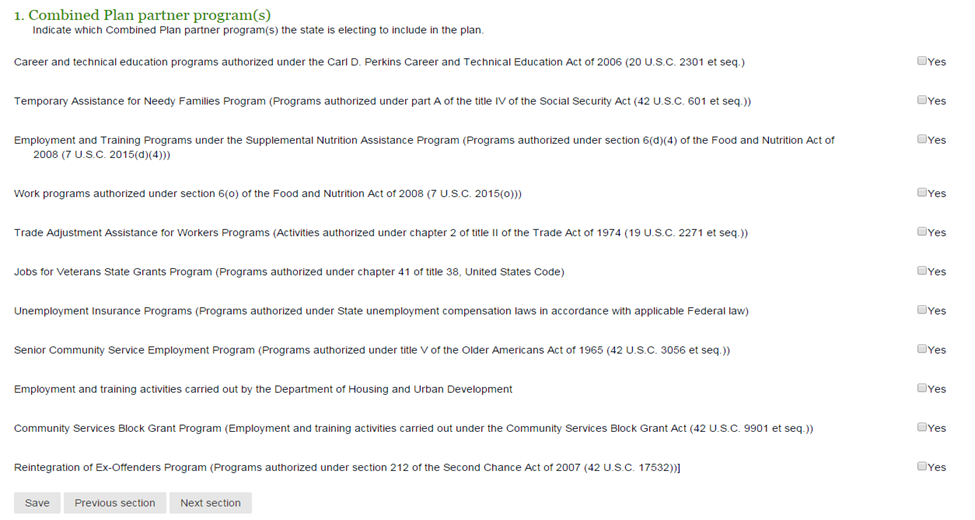 1. Combined Plan partner program(s)
Indicate which Combined Plan partner program(s) the state is electing to include in the plan.
Career and technical education programs authorized under the Carl D. Perkins Career and Technical Education Act of 2006 (20 U.S.C. 2301 et seq.) Yes
Temporary Assistance for Needy Families Program (Programs authorized under part A of the title IV of the Social Security Act (42 U.S.C. 601 et seq.)) Yes
Employment and Training Programs under the Supplemental Nutrition Assistance Program (Programs authorized under section 6(d)(4) of the Food and Nutrition Act of Yes
2008 (7 U.S.C. 2015(d)(4)))
Work programs authorized under section 6(o) of the Food and Nutrition Act of 2008 (7 U.S.C. 2015(o))) Yes
Trade Adjustment Assistance for Workers Programs (Activities authorized under chapter 2 of title II of the Trade Act of 1974 (19 U.S.C. 2271 et seq.)) Yes
Jobs for Veterans State Grants Program (Programs authorized under chapter 41 of title 38, United States Code) Yes
Unemployment Insurance Programs (Programs authorized under State unemployment compensation laws in accordance with applicable Federal law) Yes
Senior Community Service Employment Program (Programs authorized under title V of the Older Americans Act of 1965 (42 U.S.C. 3056 et seq.)) Yes
Employment and training activities carried out by the Department of Housing and Urban Development Yes
Community Services Block Grant Program (Employment and training activities carried out under the Community Services Block Grant Act (42 U.S.C. 9901 et seq.)) Yes
Reintegration of Ex-Offenders Program (Programs authorized under section 212 of the Second Chance Act of 2007 (42 U.S.C. 17532))] Yes
Save Previous section Next section